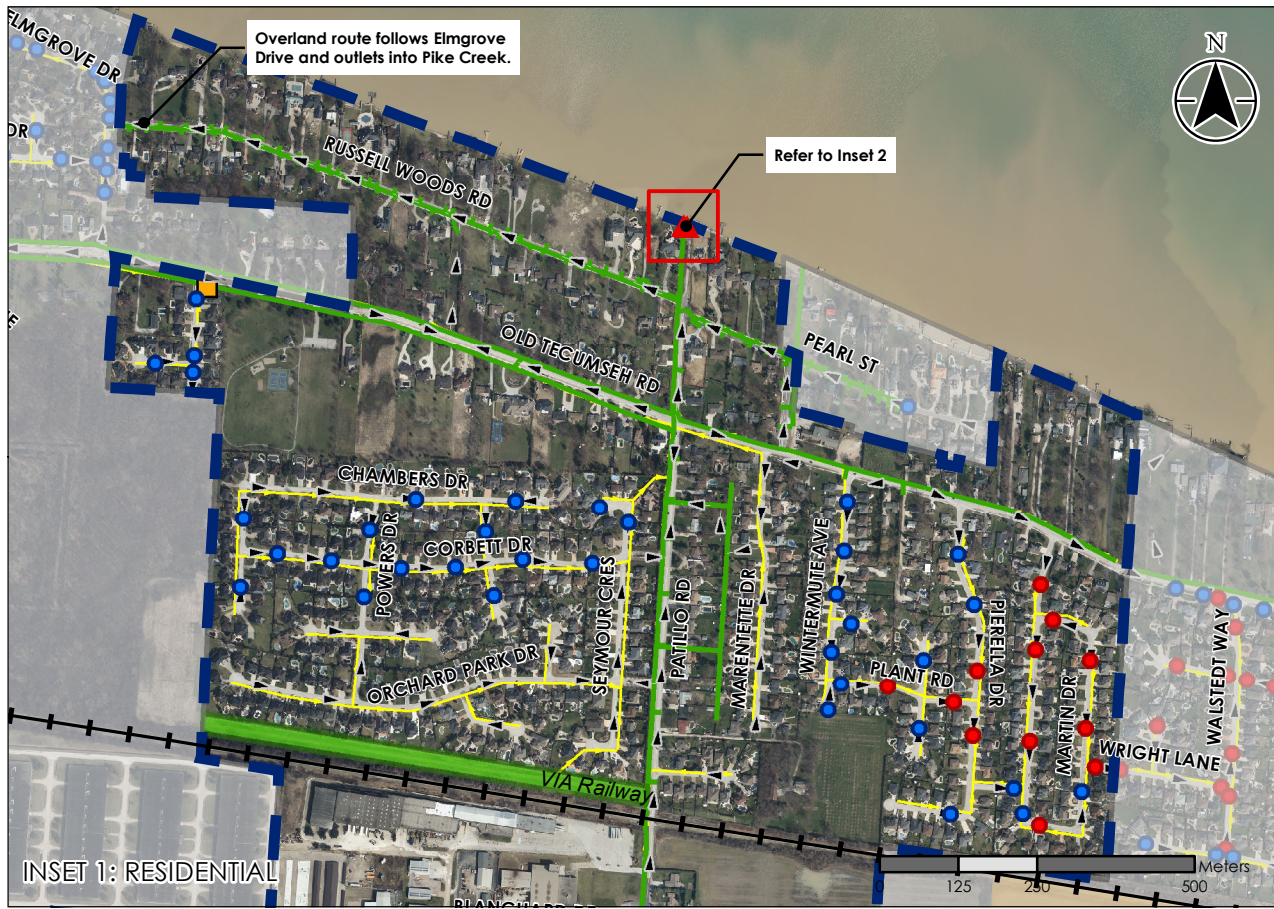 ELMGROVE DR
Overland route follows Elmgrove
Drive and outlets into Pike Creek.
N
DR
RUSSELL WOODS RD
Refer to Inset 2
OLD TECUMSEH RD
PEARL ST
CHAMBERS DR
CORBETT DR
POWERS DR
ORCHARD PARK DR
SEYMOUR CRES
PATILLO RD
MARENTETTE DR
WINTERMUTE AVE
PLANT RD
PIERELLA DR
MARTIN DR
WALSTEDT WAY
WRIGHT LANE
VIA Railway
INSET 1: RESIDENTIAL
Meters
0 125 250 500